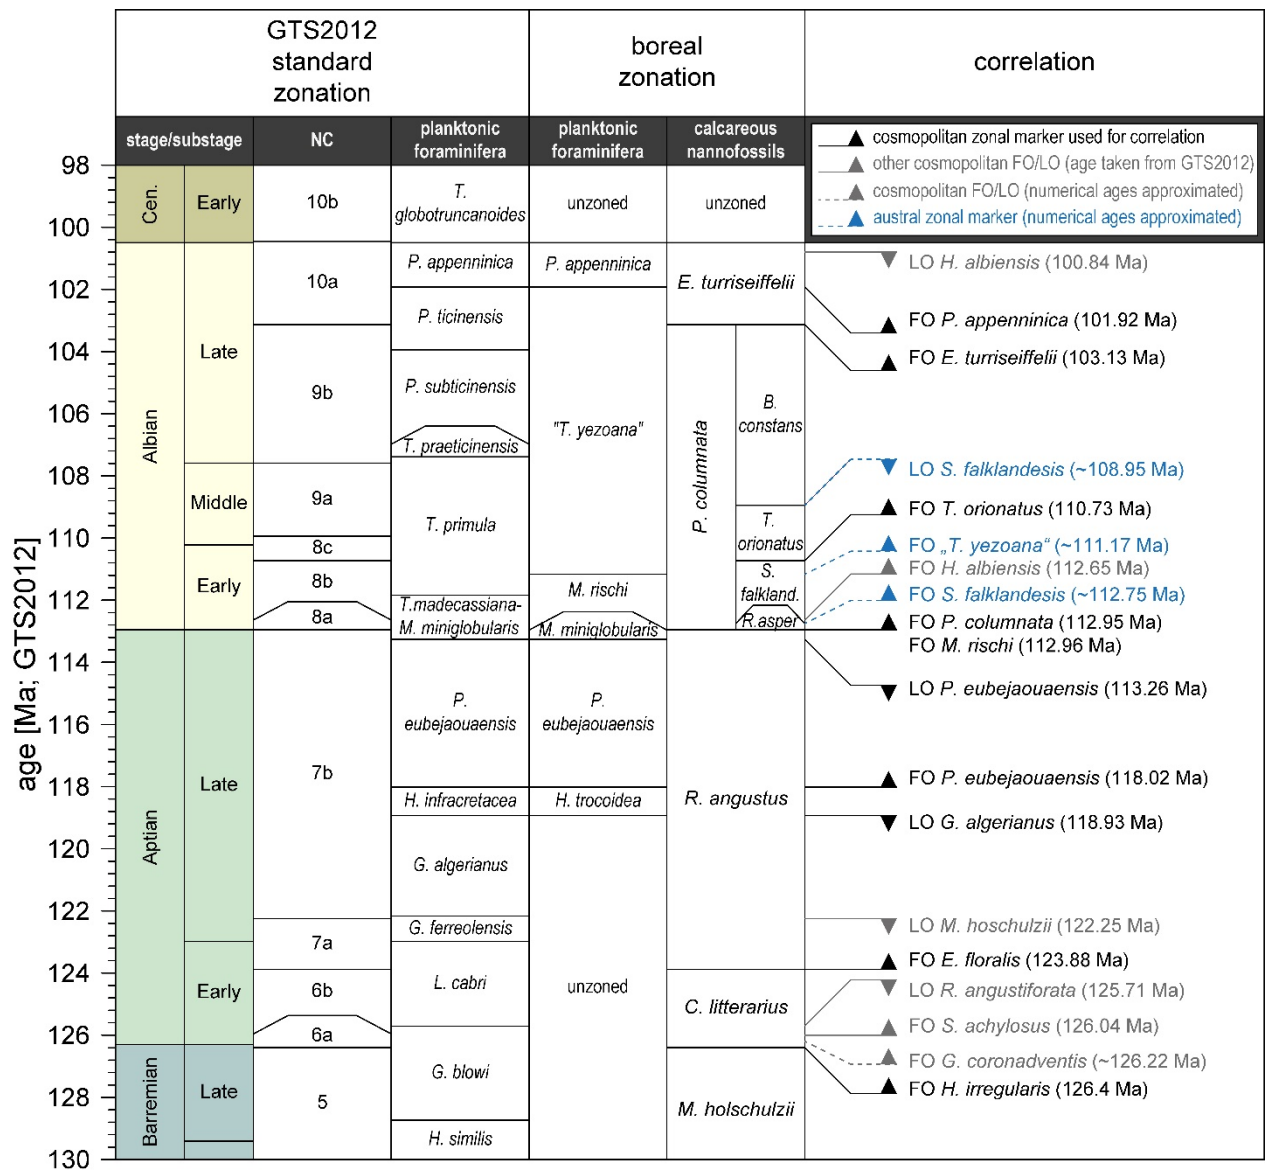 GTS2012
standard
zonation
boreal
zonation
correlation
stage/substage
NC
planktonic
foraminifera
planktonic
foraminifera
calcareous
nannofossils
cosmopolitan zonal marker used for correlation
other cosmopolitan FO/LO (age taken from GTS2012)
cosmopolitan FO/LO (numerical ages approximated)
austral zonal marker (numerical ages approximated)
age [Ma; GTS2012]
98
100
102
104
106
108
110
112
114
116
118
120
122
124
126
128
130
Cen.
Albian
Aptian
Barremian
Early
Late
Middle
Early
Late
Early
Late
10b
10a
9b
9a
8c
8b
8a
7b
7a
6b
6a
5
T.
globotruncanoides
P. appenninica
P. ticinensis
P. subticinensis
T. praeticinensis
T. primula
T.madecassiana-
M. miniglobularis
P.
eubejaouaensis
H. infracretacea
G. algerianus
G. ferreolensis
L. cabri
G. blowi
H. similis
unzoned
P. appenninica
"T. yezoana"
M. rischi
M. miniglobularis
P.
eubejaouaensis
H. trocoidea
unzoned
unzoned
E. turriseiffelii
P. columnata
B.
constans
T.
orionatus
S.
falkland.
R.asper
R. angustus
C. litterarius
M. holschulzii
LO H. albiensis (100.84 Ma)
FO P. appenninica (101.92 Ma)
FO E. turriseiffelii (103.13 Ma)
LO S. falklandesis (~108.95 Ma)
FO T. orionatus (110.73 Ma)
FO „T. yezoana“ (~111.17 Ma)
FO H. albiensis (112.65 Ma)
FO S. falklandesis (~112.75 Ma)
FO P. columnata (112.95 Ma)
FO M. rischi (112.96 Ma)
LO P. eubejaouaensis (113.26 Ma)
FO P. eubejaouaensis (118.02 Ma)
LO G. algerianus (118.93 Ma)
LO M. hoschulzii (122.25 Ma)
FO E. floralis (123.88 Ma)
LO R. angustiforata (125.71 Ma)
FO S. achylosus (126.04 Ma)
FO G. coronadventis (~126.22 Ma)
FO H. irregularis (126.4 Ma)